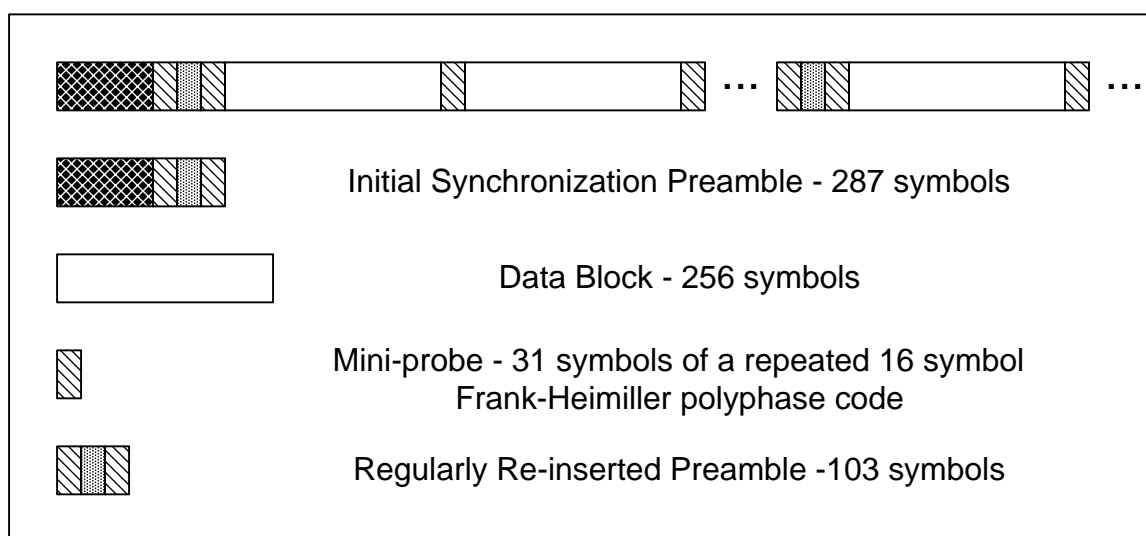 ... ...
Initial Synchronization Preamble - 287 symbols
Data Block - 256 symbols
Mini-probe - 31 symbols of a repeated 16 symbol
Frank-Heimiller polyphase code
Regularly Re-inserted Preamble -103 symbols